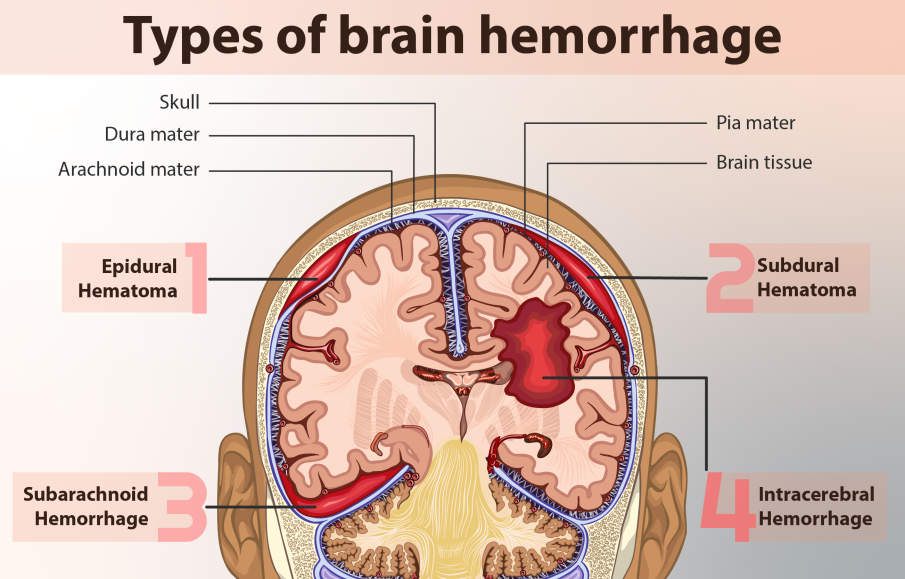 Types of brain hemorrhage
Skull
Dura mater
Arachnoid mater
Pia mater
Brain tissue
1
Epidural
Hematoma
2
Subdural
Hematoma
3
Subarachnoid
Hemorrhage
4
Intracerebral
Hemorrhage